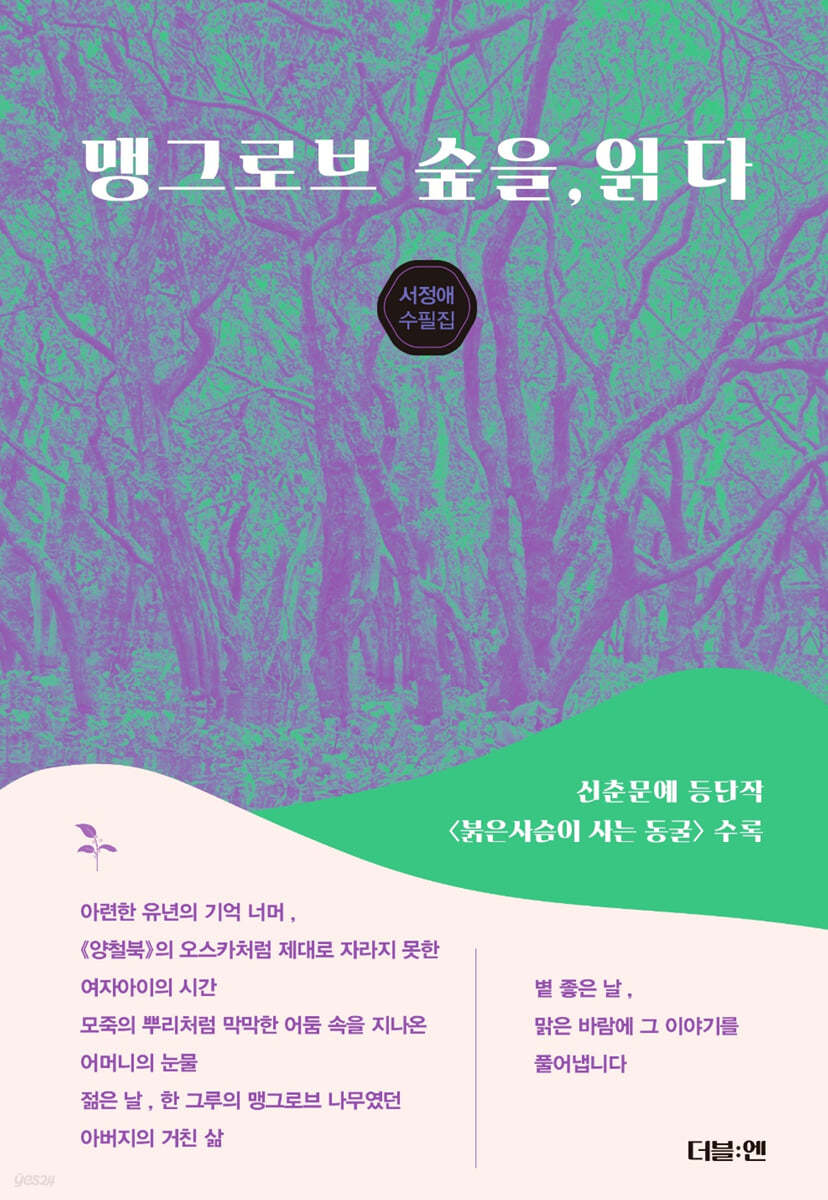 맹그로브 숲을, 읽다
서정애
수필집
신춘문예 등단작
〈붉은사슴이 사는 동굴〉 수록
아련한 유년의 기억 너머,
《양철북》의 오스카처럼 제대로 자라지 못한
여자아이의 시간
모죽의 뿌리처럼 막막한 어둠 속을 지나온
어머니의 눈물
젊은 날, 한 그루의 맹그로브 나무였던
아버지의 거친 삶
볕 좋은 날,
맑은 바람에 그 이야기를
풀어냅니다
더블:엔
yes24